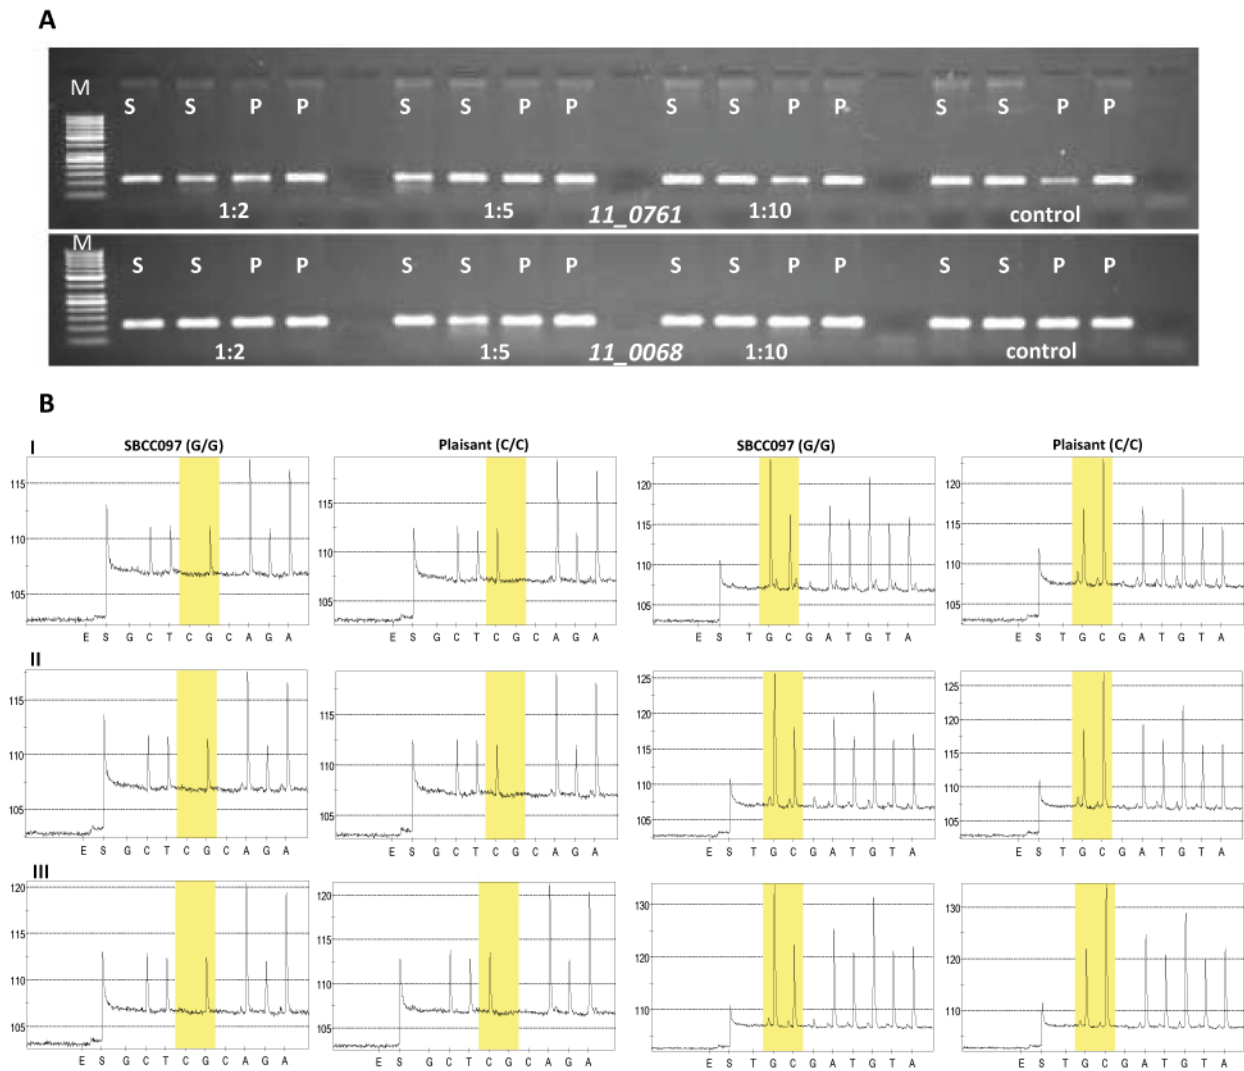 A
M
S S P P S S P P S S P P S S P P
1:2 1:5 11_0761 1:10 control
M
S S P P S S P P S S P P S S P P
1:2 1:5 11_0068 1:10 control
B
I SBCC097 (G/G) Plaisant (C/C) SBCC097 (G/G) Plaisant (C/C)
115 110 105
115 110 105
120 115 110 105
120 115 110 105
E S G C T C G C A G A
E S G C T C G C A G A
E S T G C G A T G T A
E S T G C G A T G T A
II
115 110 105
115 110 105
125 120 115 110 105
125 120 115 110 105
E S G C T C G C A G A
E S G C T C G C A G A
E S T G C G A T G T A
E S T G C G A T G T A
III
120 115 110 105
120 115 110 105
130 120 110
130 120 110
E S G C T C G C A G A
E S G C T C G C A G A
E S T G C G A T G T A
E S T G C G A T G T A